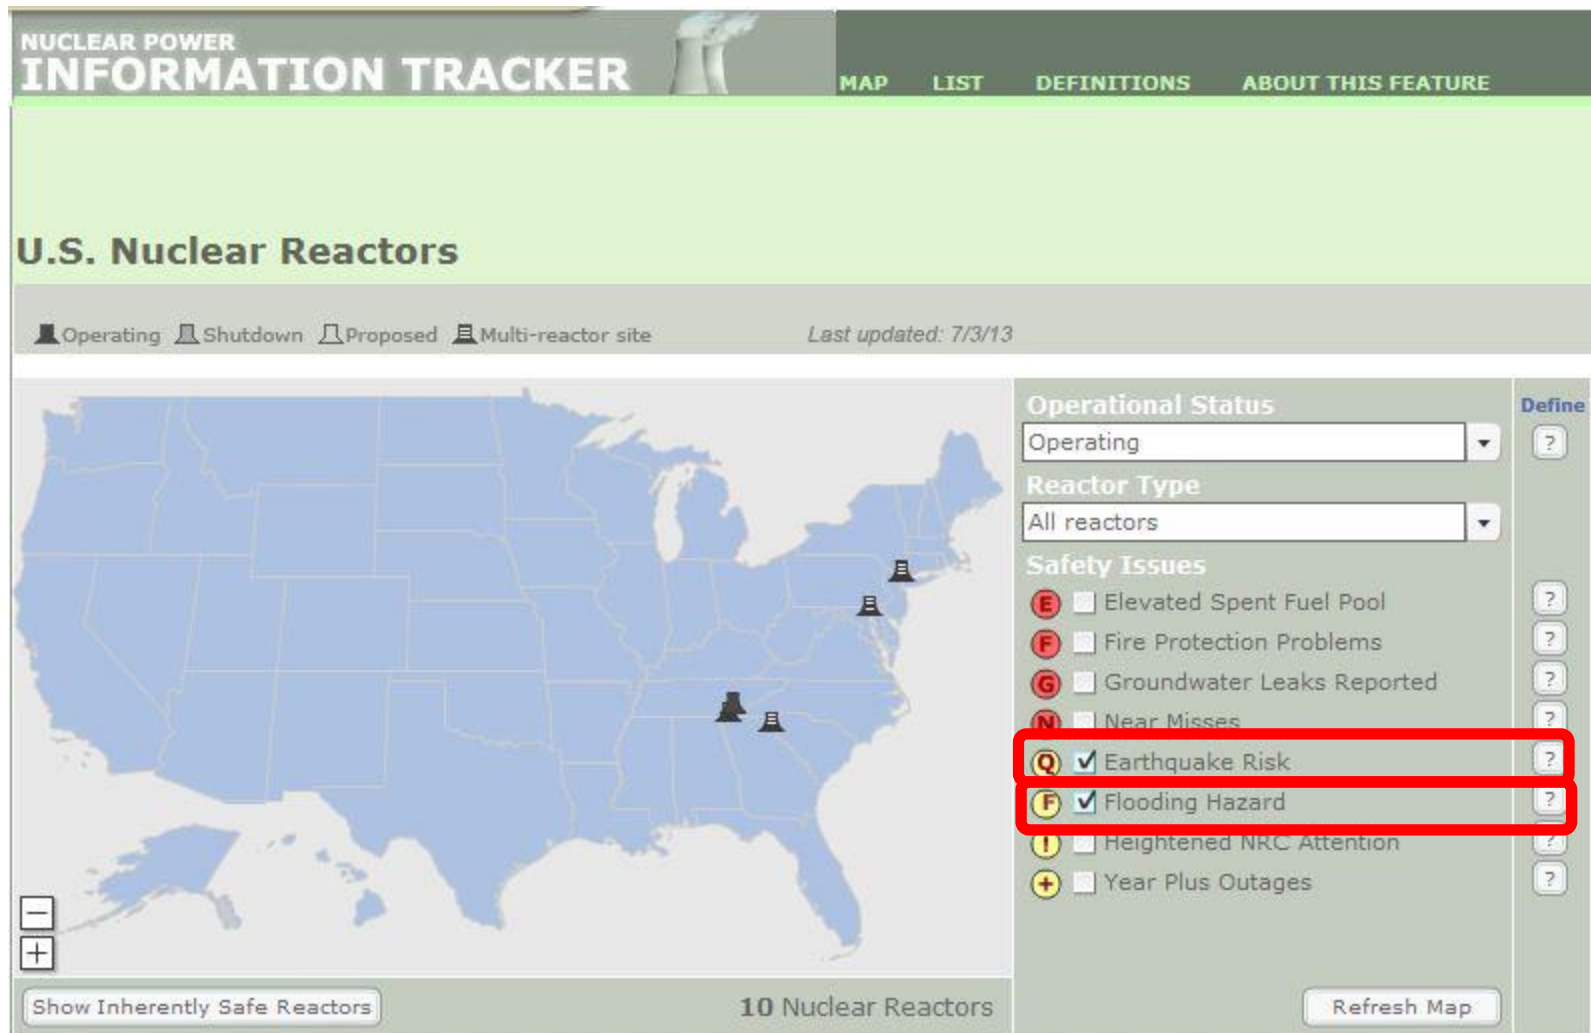 NUCLEAR POWER
INFORMATION TRACKER
MAP LIST DEFINITIONS ABOUT THIS FEATURE
U.S. Nuclear Reactors
Operating Shutdown Proposed Multi-reactor site Last updated: 7/3/13
Operational Status Define
Operating ?
Reactor Type
All reactors
Safety Issues
E Elevated Spent Fuel Pool ?
F Fire Protection Problems ?
G Groundwater Leaks Reported ?
N Near Misses ?
Q Earthquake Risk ?
F Flooding Hazard ?
! Heightened NRC Attention ?
+ Year Plus Outages ?
−
+
Show Inherently Safe Reactors 10 Nuclear Reactors Refresh Map